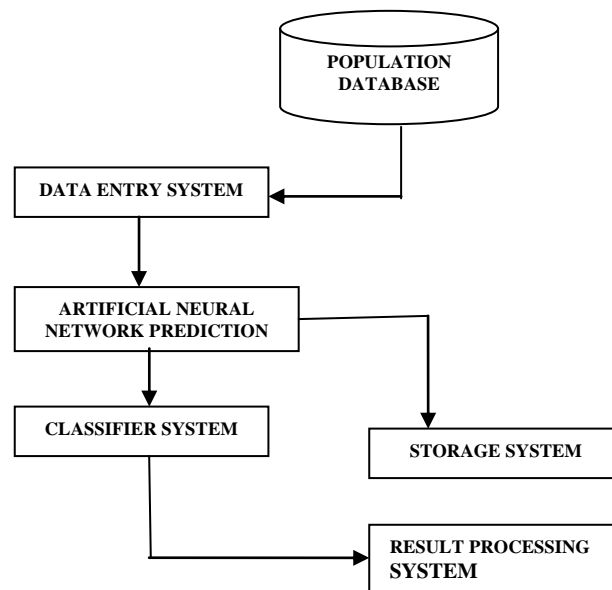 POPULATION
DATABASE
DATA ENTRY SYSTEM
ARTIFICIAL NEURAL
NETWORK PREDICTION
CLASSIFIER SYSTEM
STORAGE SYSTEM
RESULT PROCESSING
SYSTEM